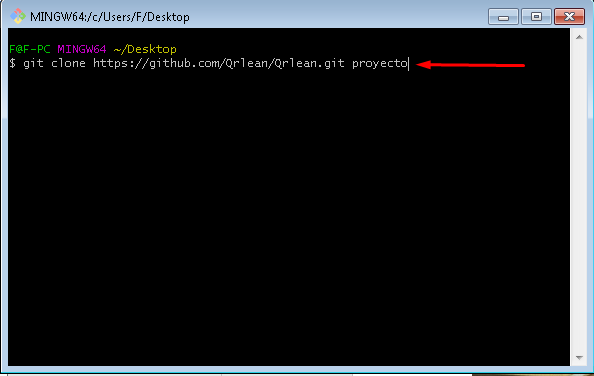 MINGW64:/c/Users/F/Desktop
F@F-PC MINGW64 ~/Desktop
$ git clone https://github.com/Qrlean/Qrlean.git proyecto